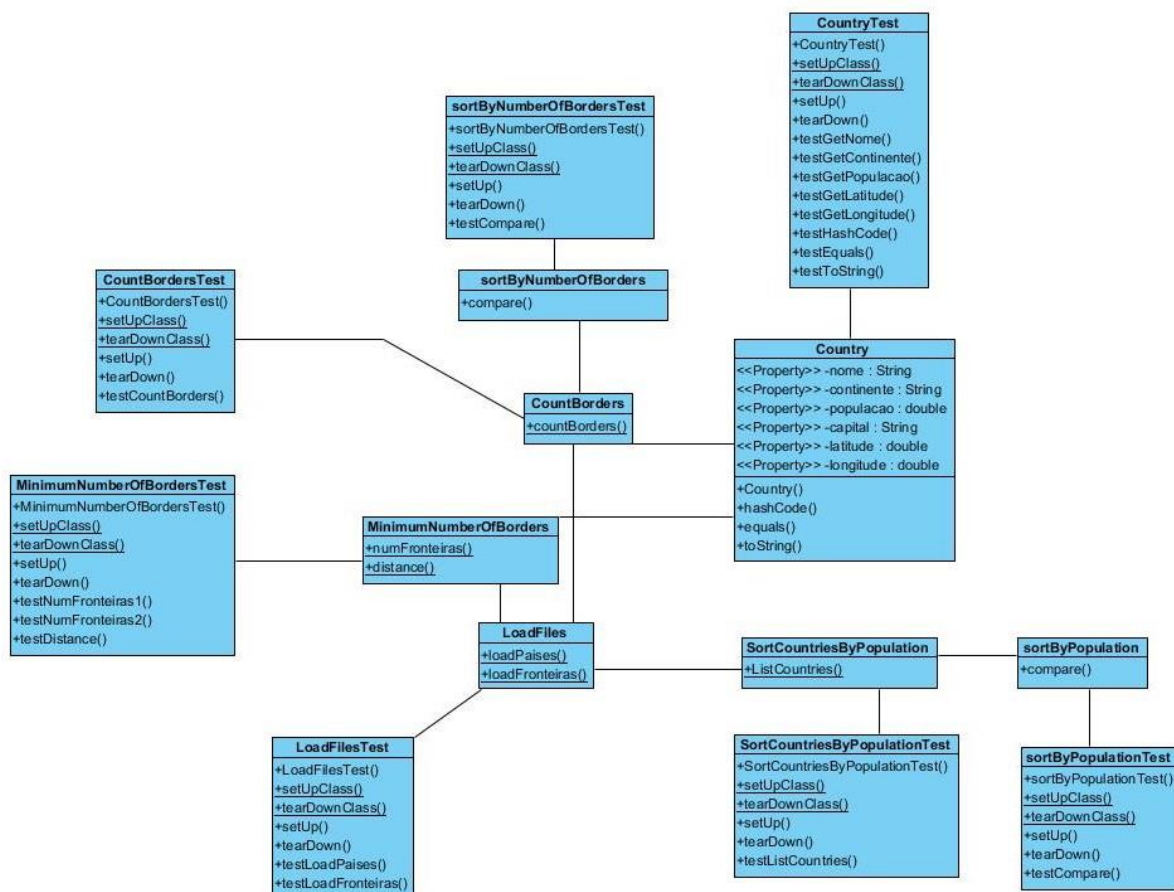 CountryTest
+CountryTest()
+setUpClass()
+tearDownClass()
+setUp()
+tearDown()
+testGetNome()
+testGetContinente()
+testGetPopulacao()
+testGetLatitude()
+testGetLongitude()
+testHashCode()
+testEquals()
+testToString()
sortByNumberOfBordersTest
+sortByNumberOfBordersTest()
+setUpClass()
+tearDownClass()
+setUp()
+tearDown()
+testCompare()
sortByNumberOfBorders
+compare()
CountBordersTest
+CountBordersTest()
+setUpClass()
+tearDownClass()
+setUp()
+tearDown()
+testCountBorders()
CountBorders
+countBorders()
Country
<<Property>> -nome : String
<<Property>> -continente : String
<<Property>> -populacao : double
<<Property>> -capital : String
<<Property>> -latitude : double
<<Property>> -longitude : double
+Country()
+hashCode()
+equals()
+toString()
MinimumNumberOfBordersTest
+MinimumNumberOfBordersTest()
+setUpClass()
+tearDownClass()
+setUp()
+tearDown()
+testNumFronteiras1()
+testNumFronteiras2()
+testDistance()
MinimumNumberOfBorders
+numFronteiras()
+distance()
LoadFiles
+loadPaises()
+loadFronteiras()
SortCountriesByPopulation
+ListCountries()
sortByPopulation
+compare()
LoadFilesTest
+LoadFilesTest()
+setUpClass()
+tearDownClass()
+setUp()
+tearDown()
+testLoadPaises()
+testLoadFronteiras()
SortCountriesByPopulationTest
+SortCountriesByPopulationTest()
+setUpClass()
+tearDownClass()
+setUp()
+tearDown()
+testListCountries()
sortByPopulationTest
+sortByPopulationTest()
+setUpClass()
+tearDownClass()
+setUp()
+tearDown()
+testCompare()